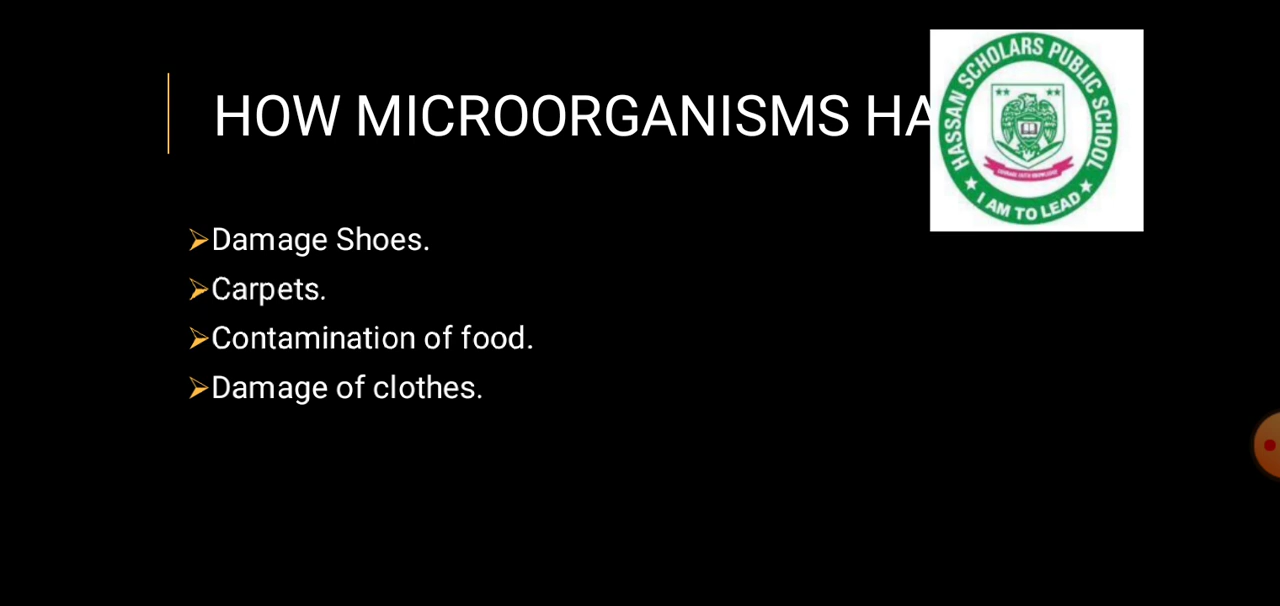 HOW MICROORGANISMS HA
HASSAN SCHOLARS PUBLIC SCHOOL
I AM TO LEAD
➢Damage Shoes.
➢Carpets.
➢Contamination of food.
➢Damage of clothes.